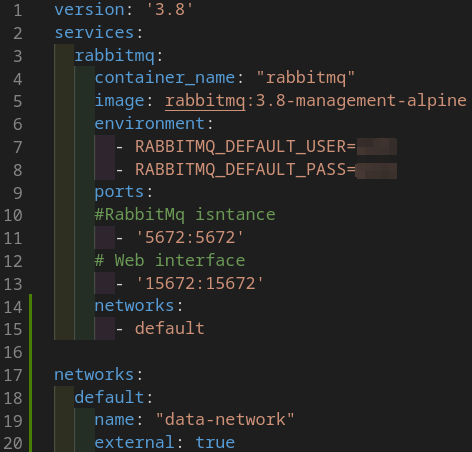 1 version: '3.8'
2 services:
3   rabbitmq:
4     container_name: "rabbitmq"
5     image: rabbitmq:3.8-management-alpine
6     environment:
7       - RABBITMQ_DEFAULT_USER=
8       - RABBITMQ_DEFAULT_PASS=
9     ports:
10     #RabbitMq isntance
11       - '5672:5672'
12     # Web interface
13       - '15672:15672'
14     networks:
15       - default
16
17 networks:
18   default:
19     name: "data-network"
20     external: true